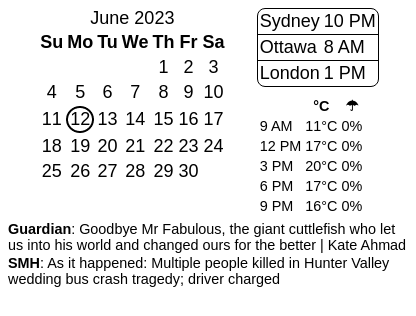 June 2023
Su Mo Tu We Th Fr Sa
1 2 3
4 5 6 7 8 9 10
11 12 13 14 15 16 17
18 19 20 21 22 23 24
25 26 27 28 29 30
Sydney 10 PM
Ottawa 8 AM
London 1 PM
°C ☂
9 AM 11°C 0%
12 PM 17°C 0%
3 PM 20°C 0%
6 PM 17°C 0%
9 PM 16°C 0%
Guardian: Goodbye Mr Fabulous, the giant cuttlefish who let
us into his world and changed ours for the better | Kate Ahmad
SMH: As it happened: Multiple people killed in Hunter Valley
wedding bus crash tragedy; driver charged